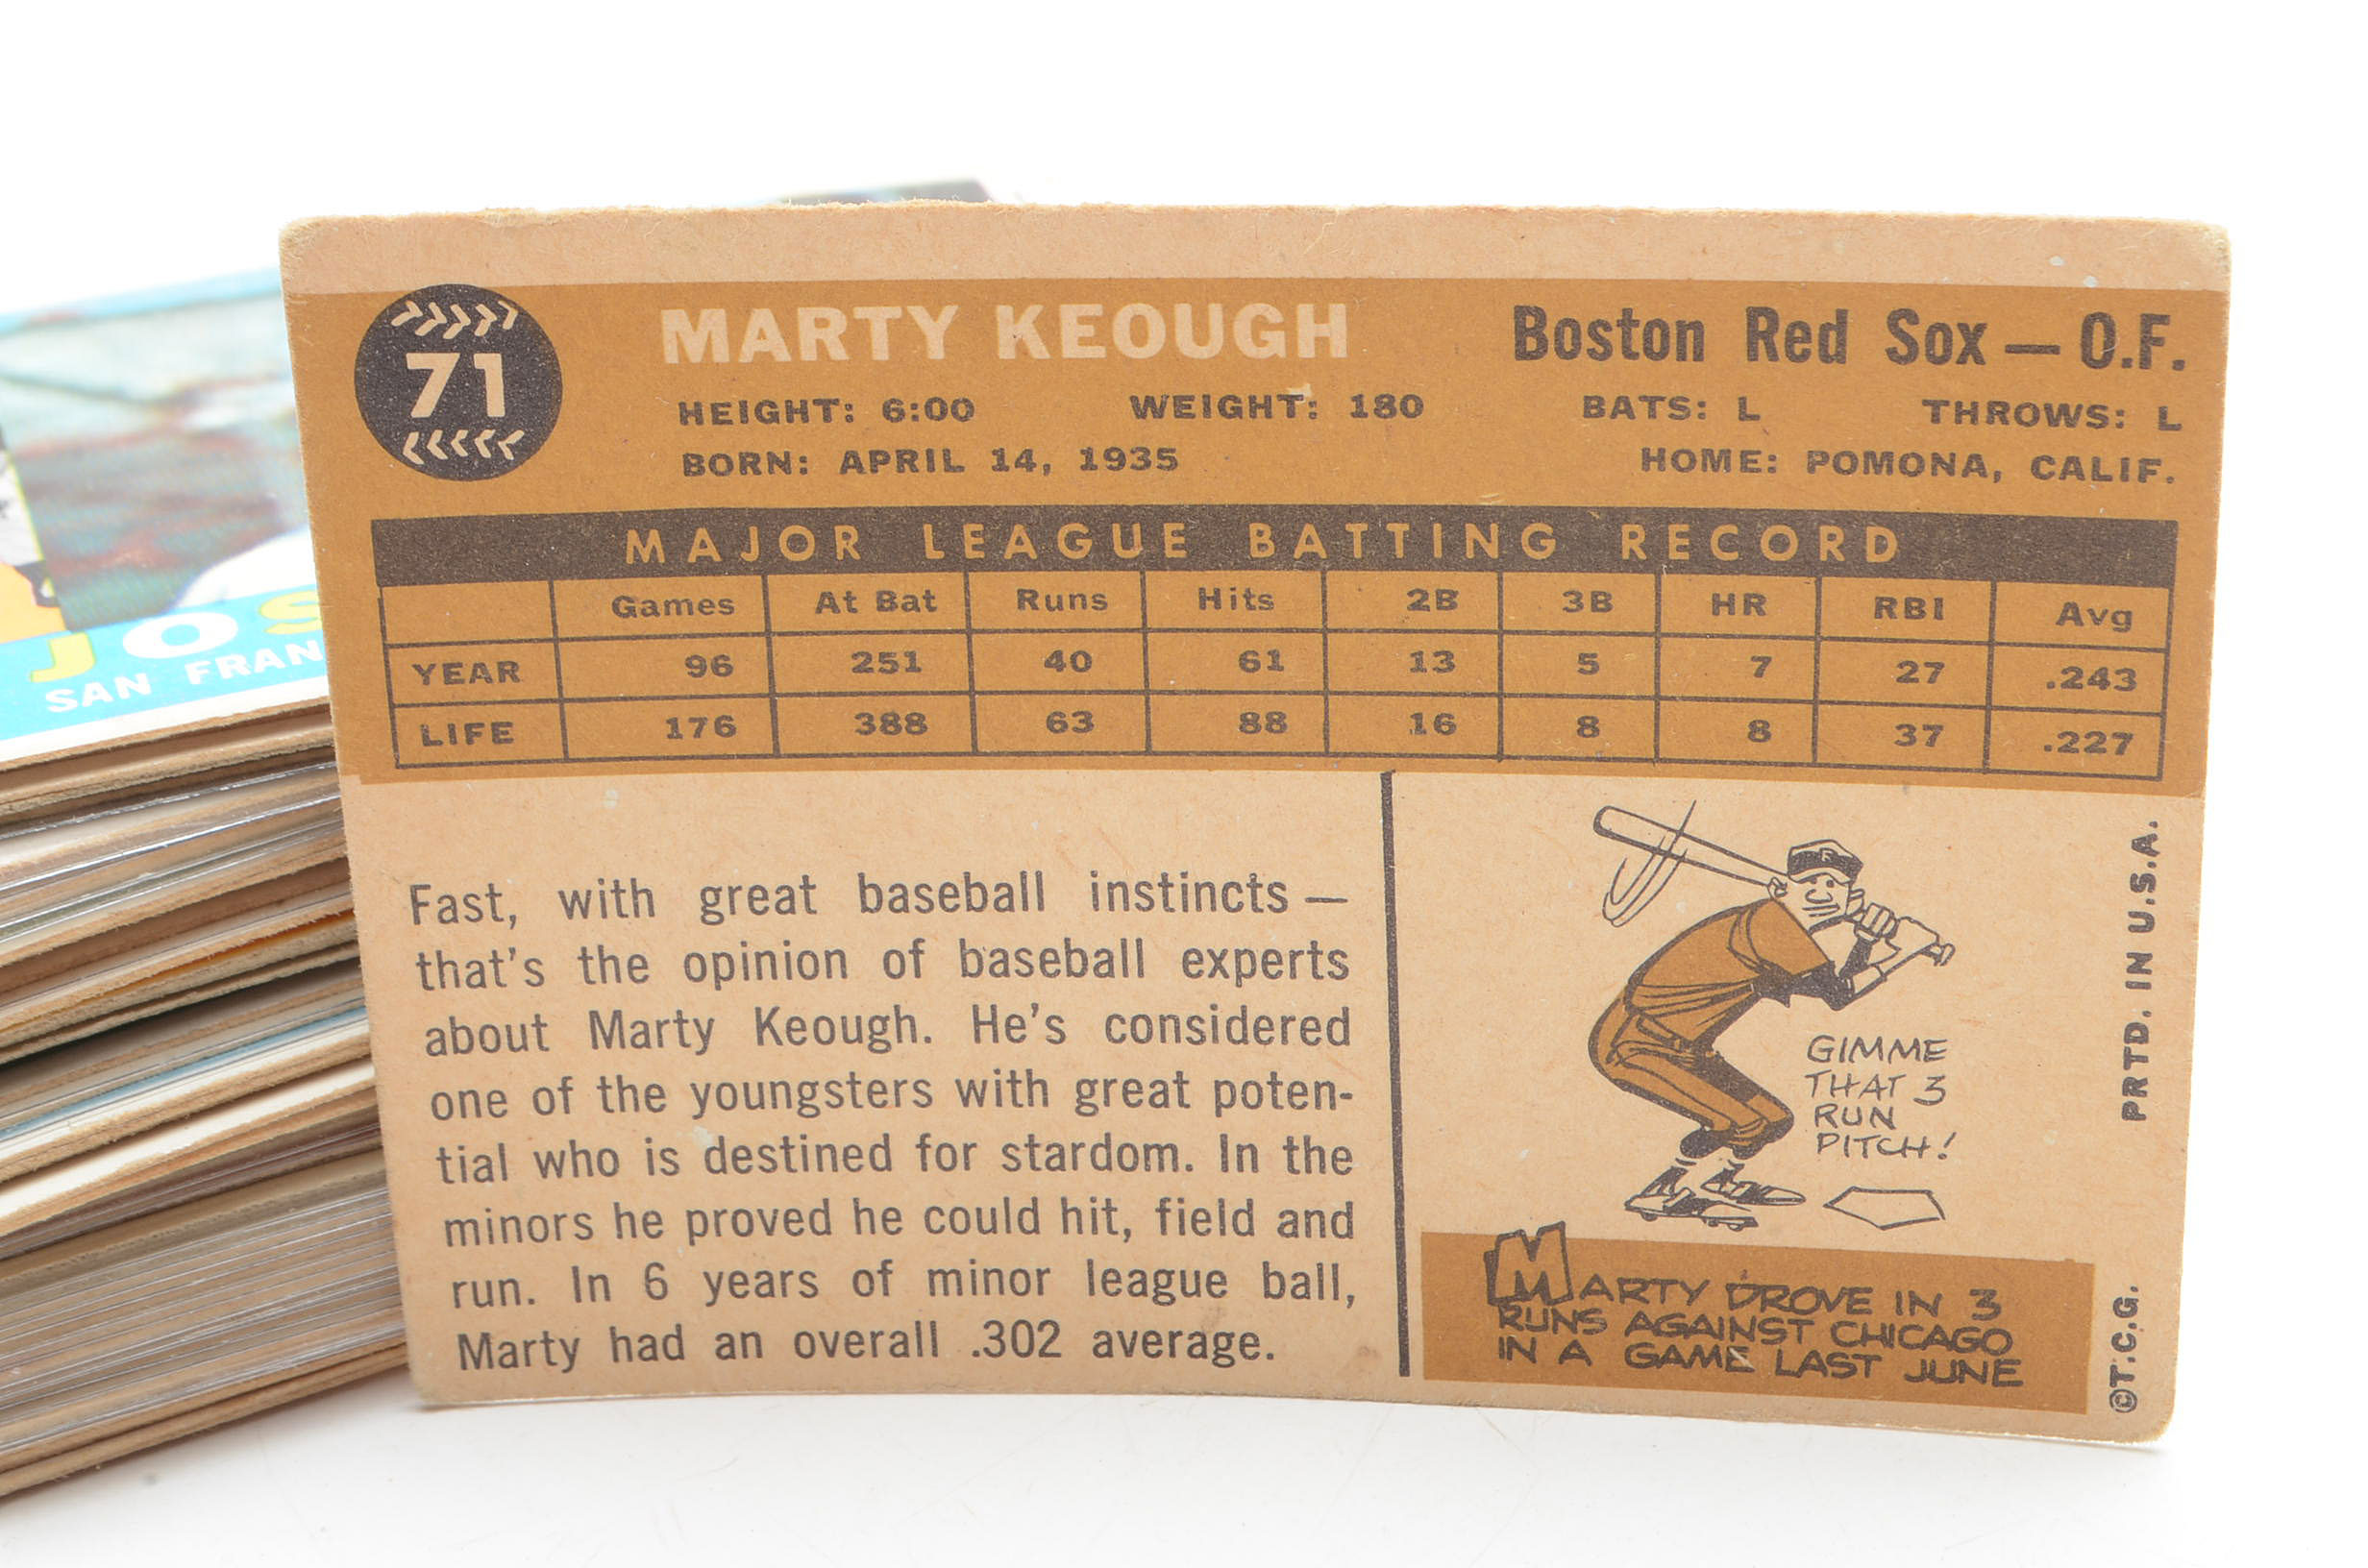 71
MARTY KEOUGH
Boston Red Sox — O.F.
HEIGHT: 6:00 WEIGHT: 180 BATS: L THROWS: L
BORN: APRIL 14, 1935 HOME: POMONA, CALIF.
MAJOR LEAGUE BATTING RECORD
Games At Bat Runs Hits 2B 3B HR RBI Avg
YEAR 96 251 40 61 13 5 7 27 .243
LIFE 176 388 63 88 16 8 8 37 .227
Fast, with great baseball instincts —
that's the opinion of baseball experts
about Marty Keough. He's considered
one of the youngsters with great poten-
tial who is destined for stardom. In the
minors he proved he could hit, field and
run. In 6 years of minor league ball,
Marty had an overall .302 average.
GIMME
THAT 3
RUN
PITCH!
MARTY DROVE IN 3
RUNS AGAINST CHICAGO
IN A GAME LAST JUNE
PRTD. IN U.S.A.
©T.C.G.
JOS
SAN FRAN